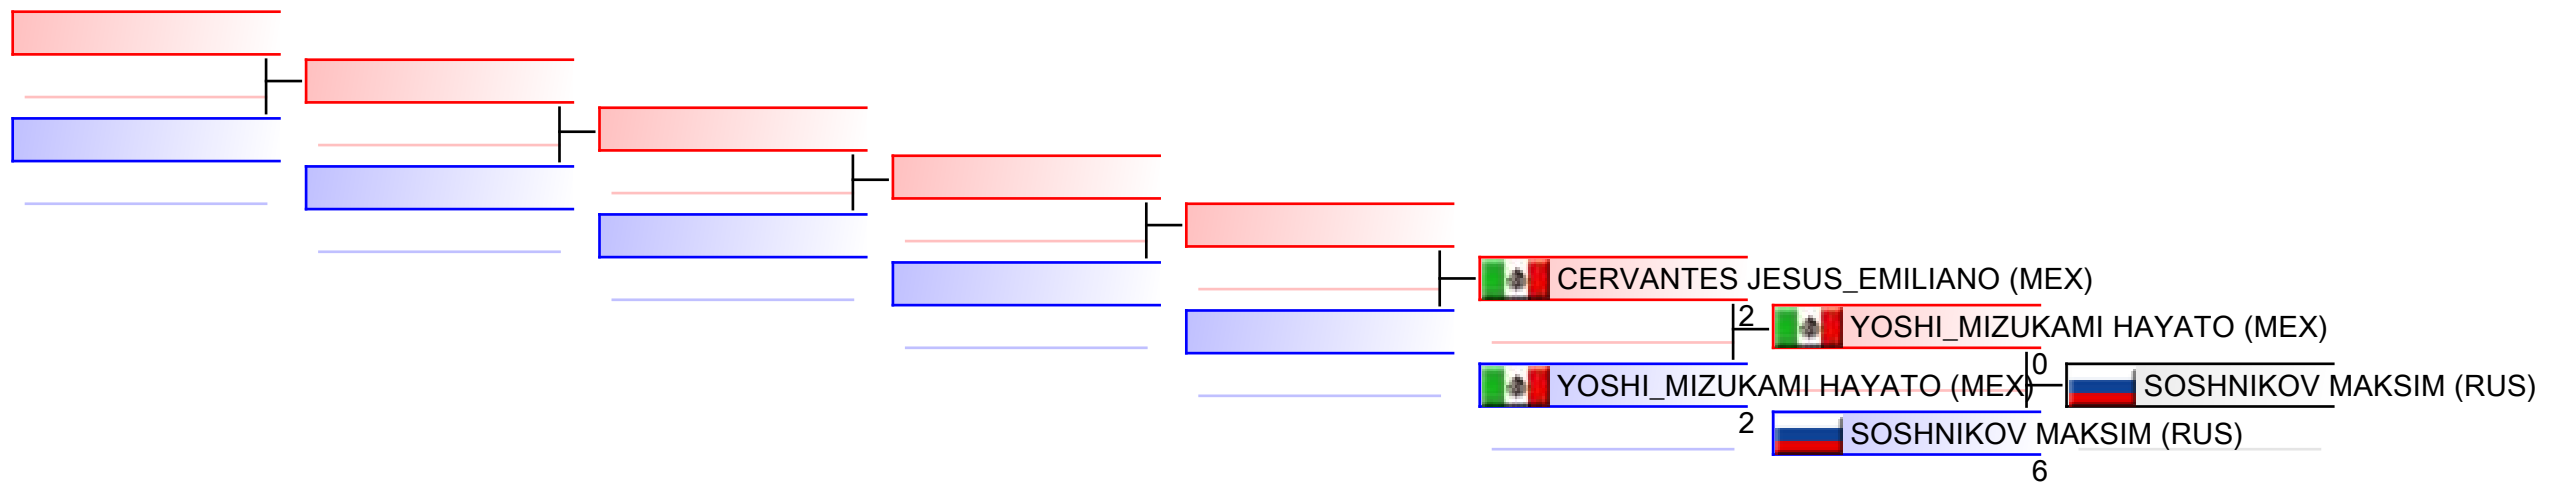 CERVANTES JESUS_EMILIANO (MEX)
2
YOSHI_MIZUKAMI HAYATO (MEX)
0
YOSHI_MIZUKAMI HAYATO (MEX)
SOSHNIKOV MAKSIM (RUS)
2
SOSHNIKOV MAKSIM (RUS)
6